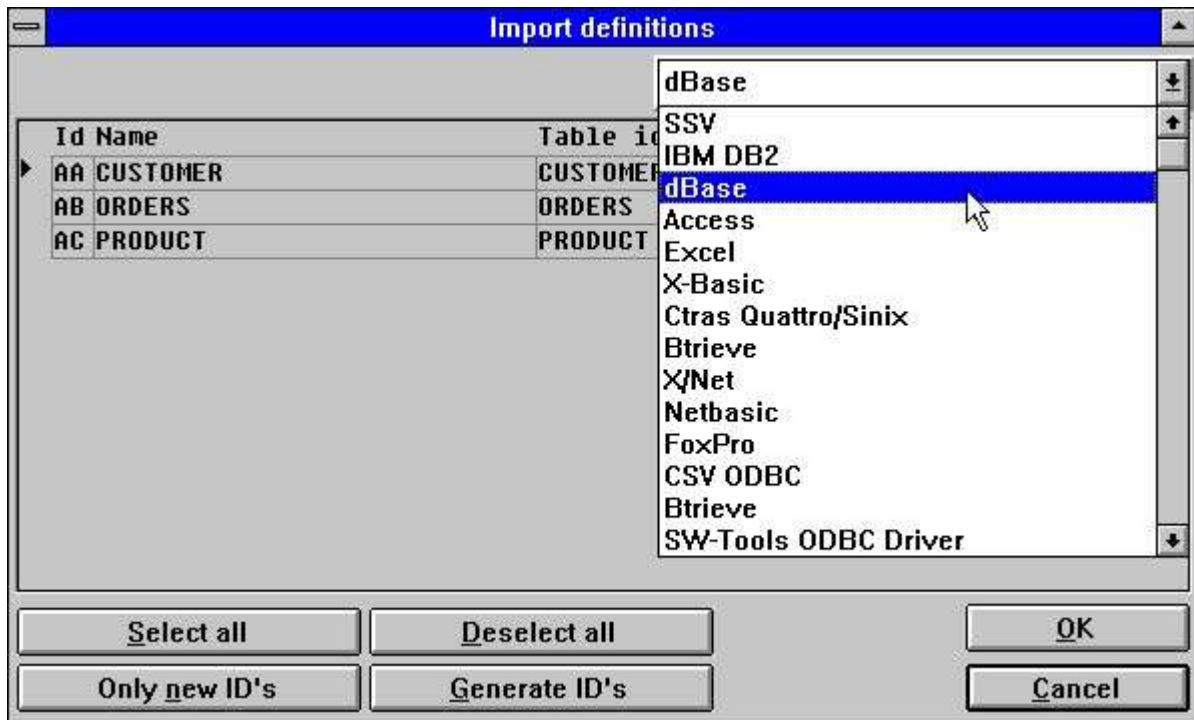 Import definitions
dBase
Id Name Table id
AA CUSTOMER CUSTOMER
AB ORDERS ORDERS
AC PRODUCT PRODUCT
SSV
IBM DB2
dBase
Access
Excel
X-Basic
Ctras Quattro/Sinix
Btrieve
X/Net
Netbasic
FoxPro
CSV ODBC
Btrieve
SW-Tools ODBC Driver
Select all Deselect all OK
Only new ID's Generate ID's Cancel